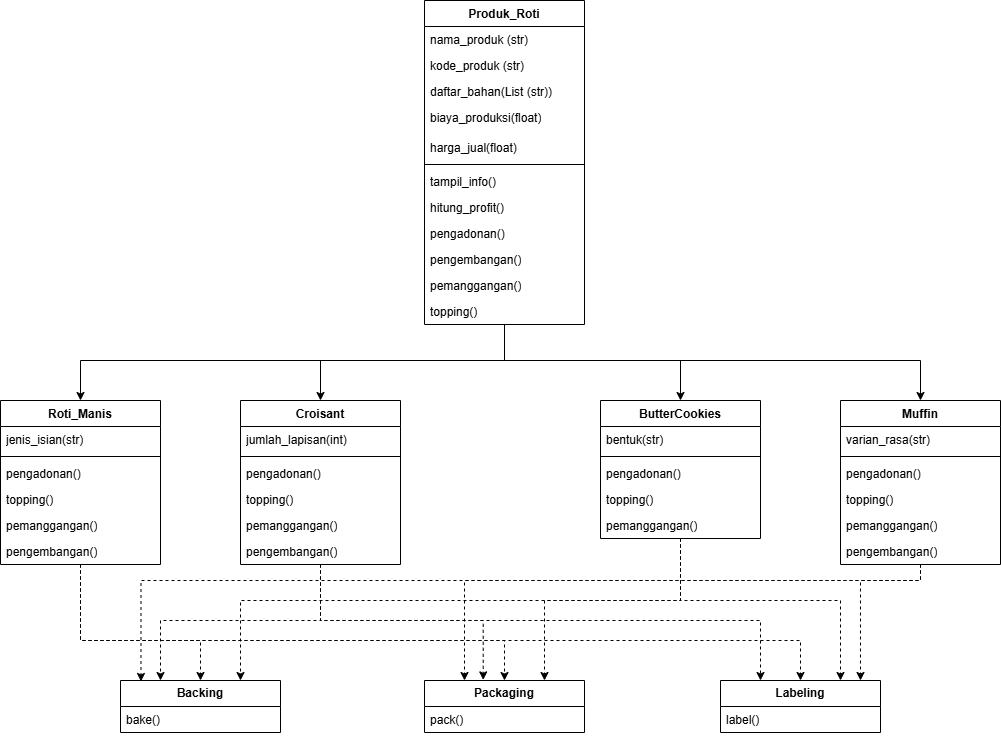 Produk_Roti
nama_produk (str)
kode_produk (str)
daftar_bahan(List (str))
biaya_produksi(float)
harga_jual(float)
tampil_info()
hitung_profit()
pengadonan()
pengembangan()
pemanggangan()
topping()
Roti_Manis
jenis_isian(str)
pengadonan()
topping()
pemanggangan()
pengembangan()
Croisant
jumlah_lapisan(int)
pengadonan()
topping()
pemanggangan()
pengembangan()
ButterCookies
bentuk(str)
pengadonan()
topping()
pemanggangan()
Muffin
varian_rasa(str)
pengadonan()
topping()
pemanggangan()
pengembangan()
Backing
bake()
Packaging
pack()
Labeling
label()